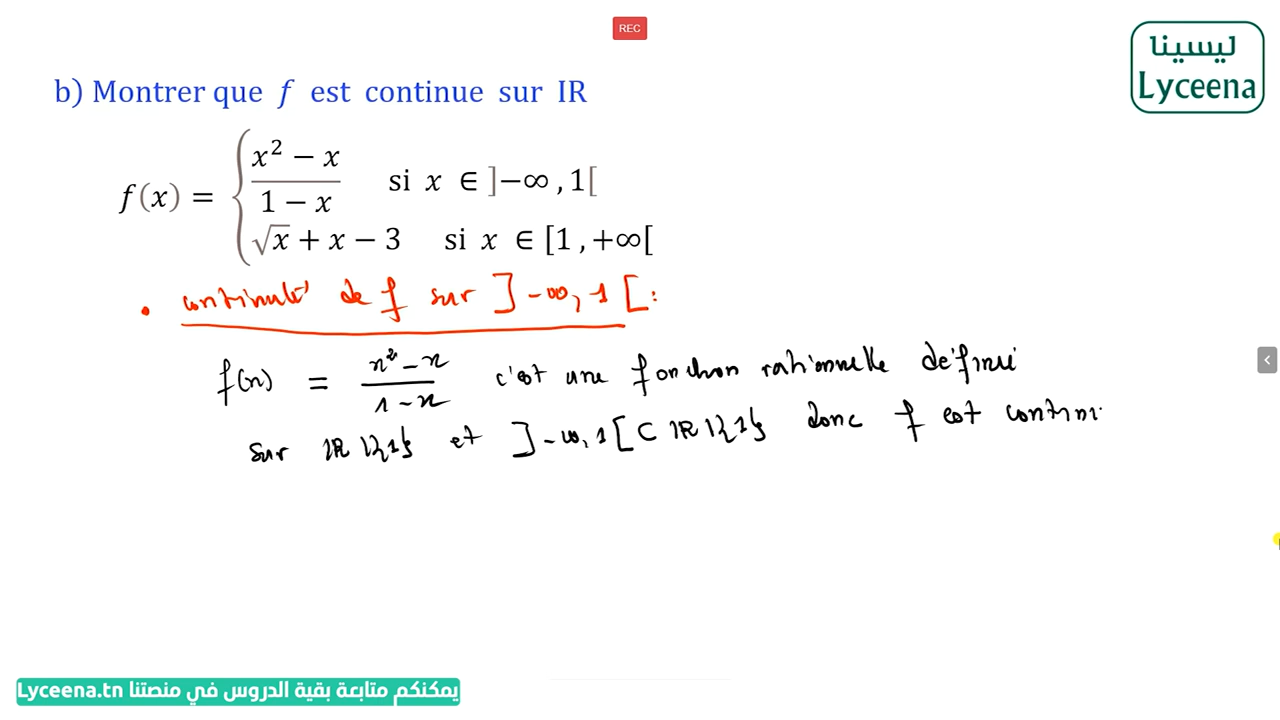 REC
ليسينا
Lyceena
b) Montrer que f est continue sur IR
f(x) = { (x² − x)/(1 − x) si x ∈ ]−∞ , 1[
√x + x − 3 si x ∈ [1 , +∞[
• continuité de f sur ]−∞, 1[ :
f(x) = (x² − x)/(1 − x) c'est une fonction rationnelle définie
sur IR\{1} et ]−∞, 1[ ⊂ IR\{1} donc f est continu
يمكنكم متابعة بقية الدروس في منصتنا Lyceena.tn